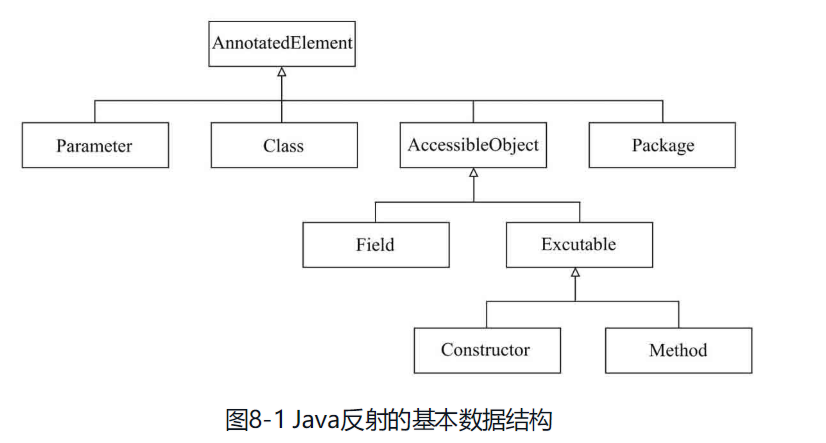 AnnotatedElement
Parameter
Class
AccessibleObject
Package
Field
Excutable
Constructor
Method
图8-1 Java反射的基本数据结构